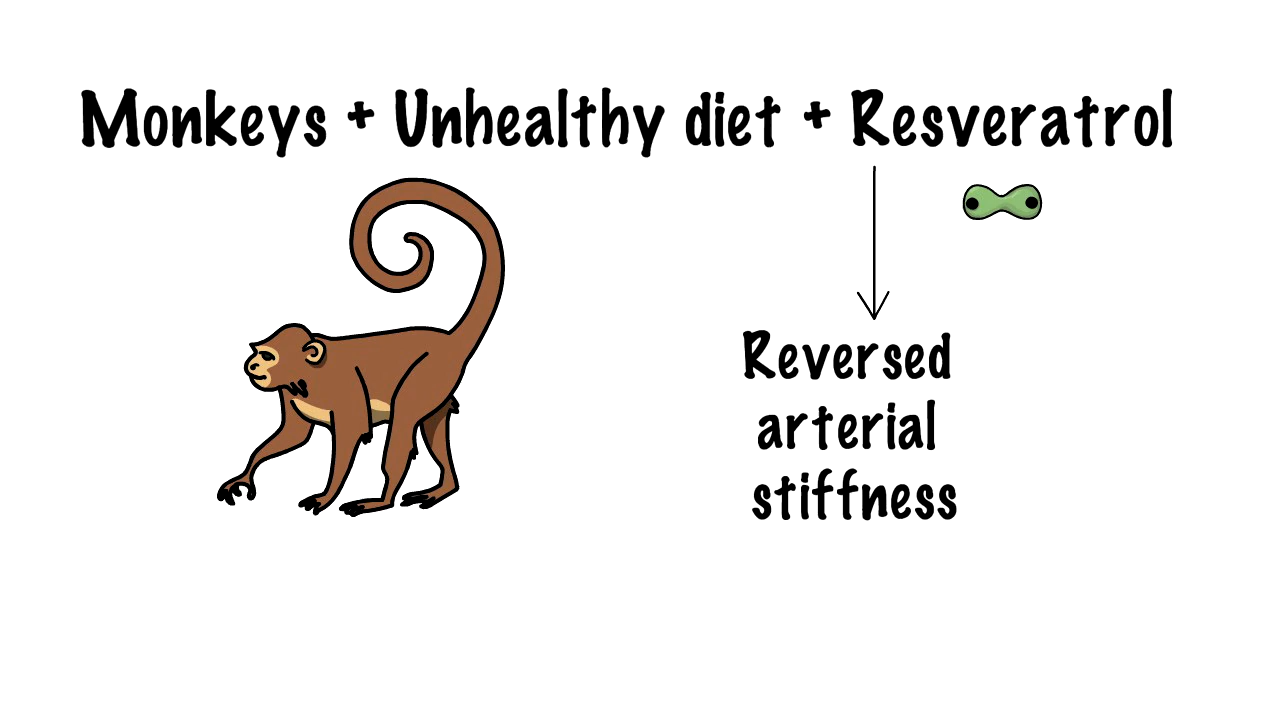 Monkeys + Unhealthy diet + Resveratrol
Reversed
arterial
stiffness